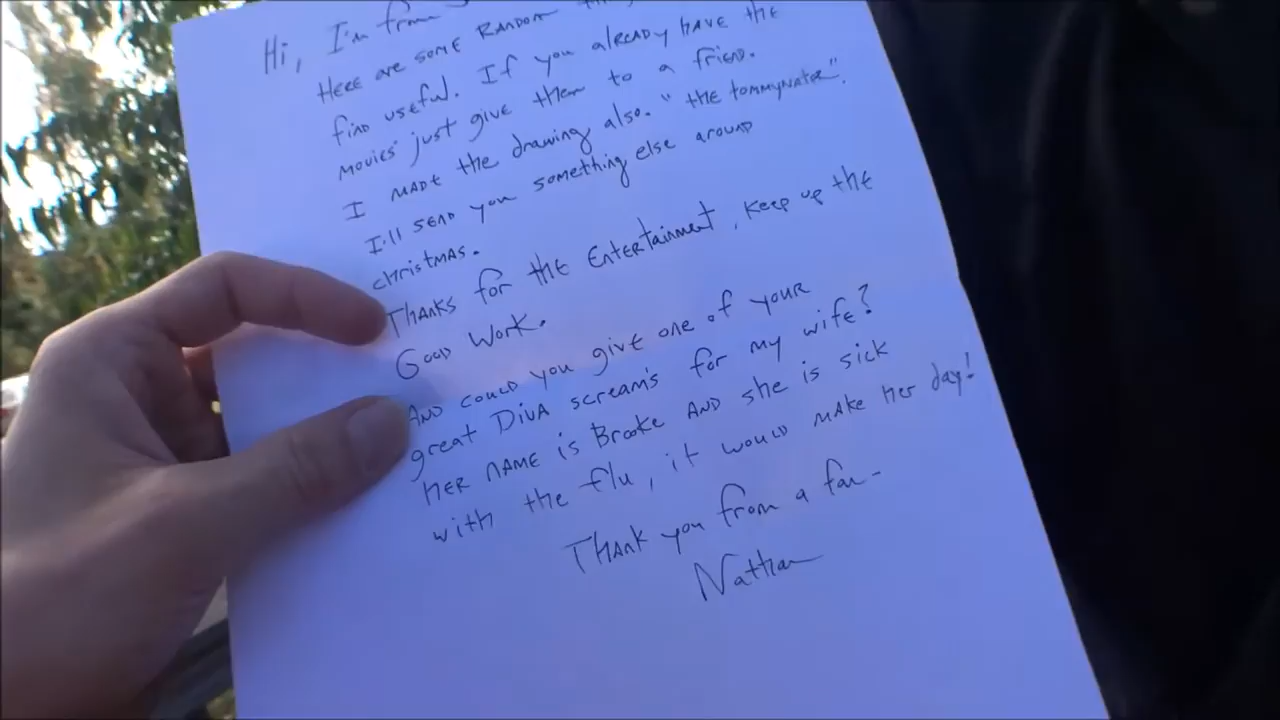 Hi, I'm from
HERE ARE SOME RANDOM
find useful. If you already have the
movies' just give them to a friend.
I MADE the drawing also. "the tommynator".
I'll send you something else around
christmas.
Thanks for the Entertainment, Keep up the
Good Work.
And could you give one of your
great Diva scream's for my wife?
Her name is Brooke and she is sick
with the flu, it would make her day!
Thank you from a fan-
Nathan